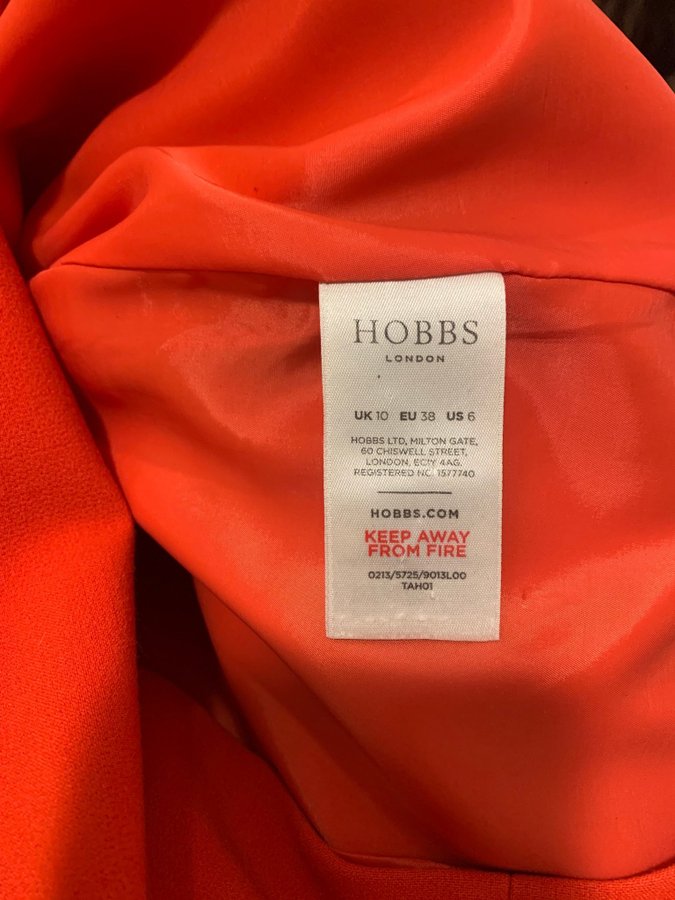 HOBBS
LONDON
UK 10 EU 38 US 6
HOBBS LTD, MILTON GATE,
60 CHISWELL STREET,
LONDON, EC1Y 4AG.
REGISTERED NO. 1577740
HOBBS.COM
KEEP AWAY
FROM FIRE
0213/5725/9013L00
TAH01